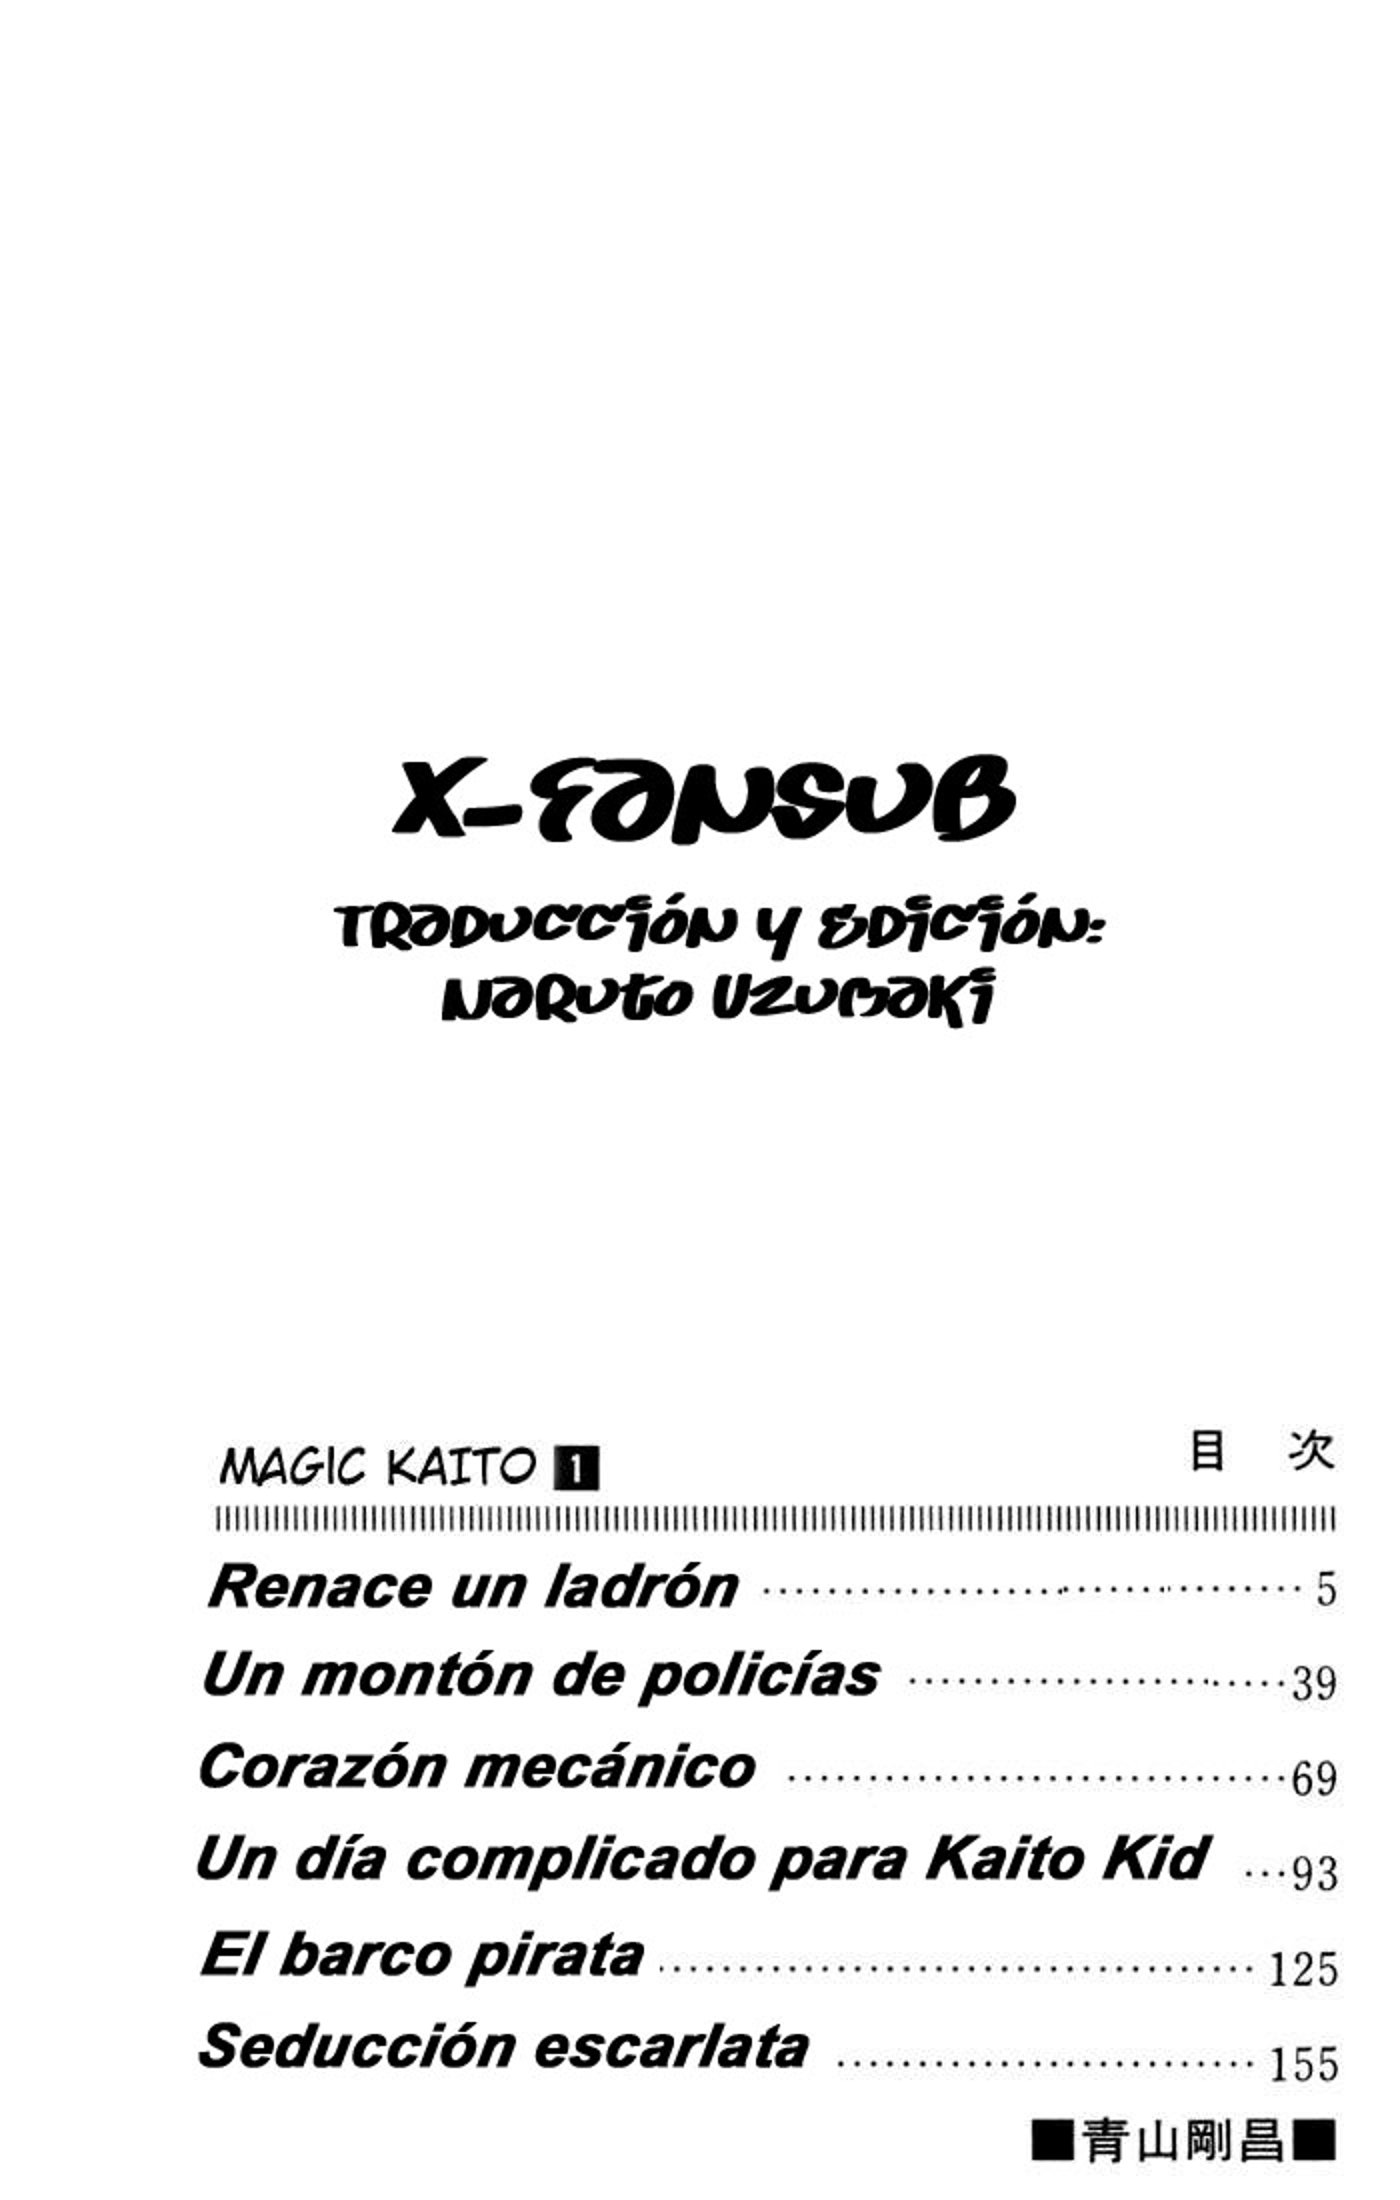 X-FANSUB
TRADUCCIÓN Y EDICIÓN:
NARUTO UZUMAKI
MAGIC KAITO 1 目 次
Renace un ladrón ……… 5
Un montón de policías ……… 39
Corazón mecánico ……… 69
Un día complicado para Kaito Kid … 93
El barco pirata ……… 125
Seducción escarlata ……… 155
■青山剛昌■